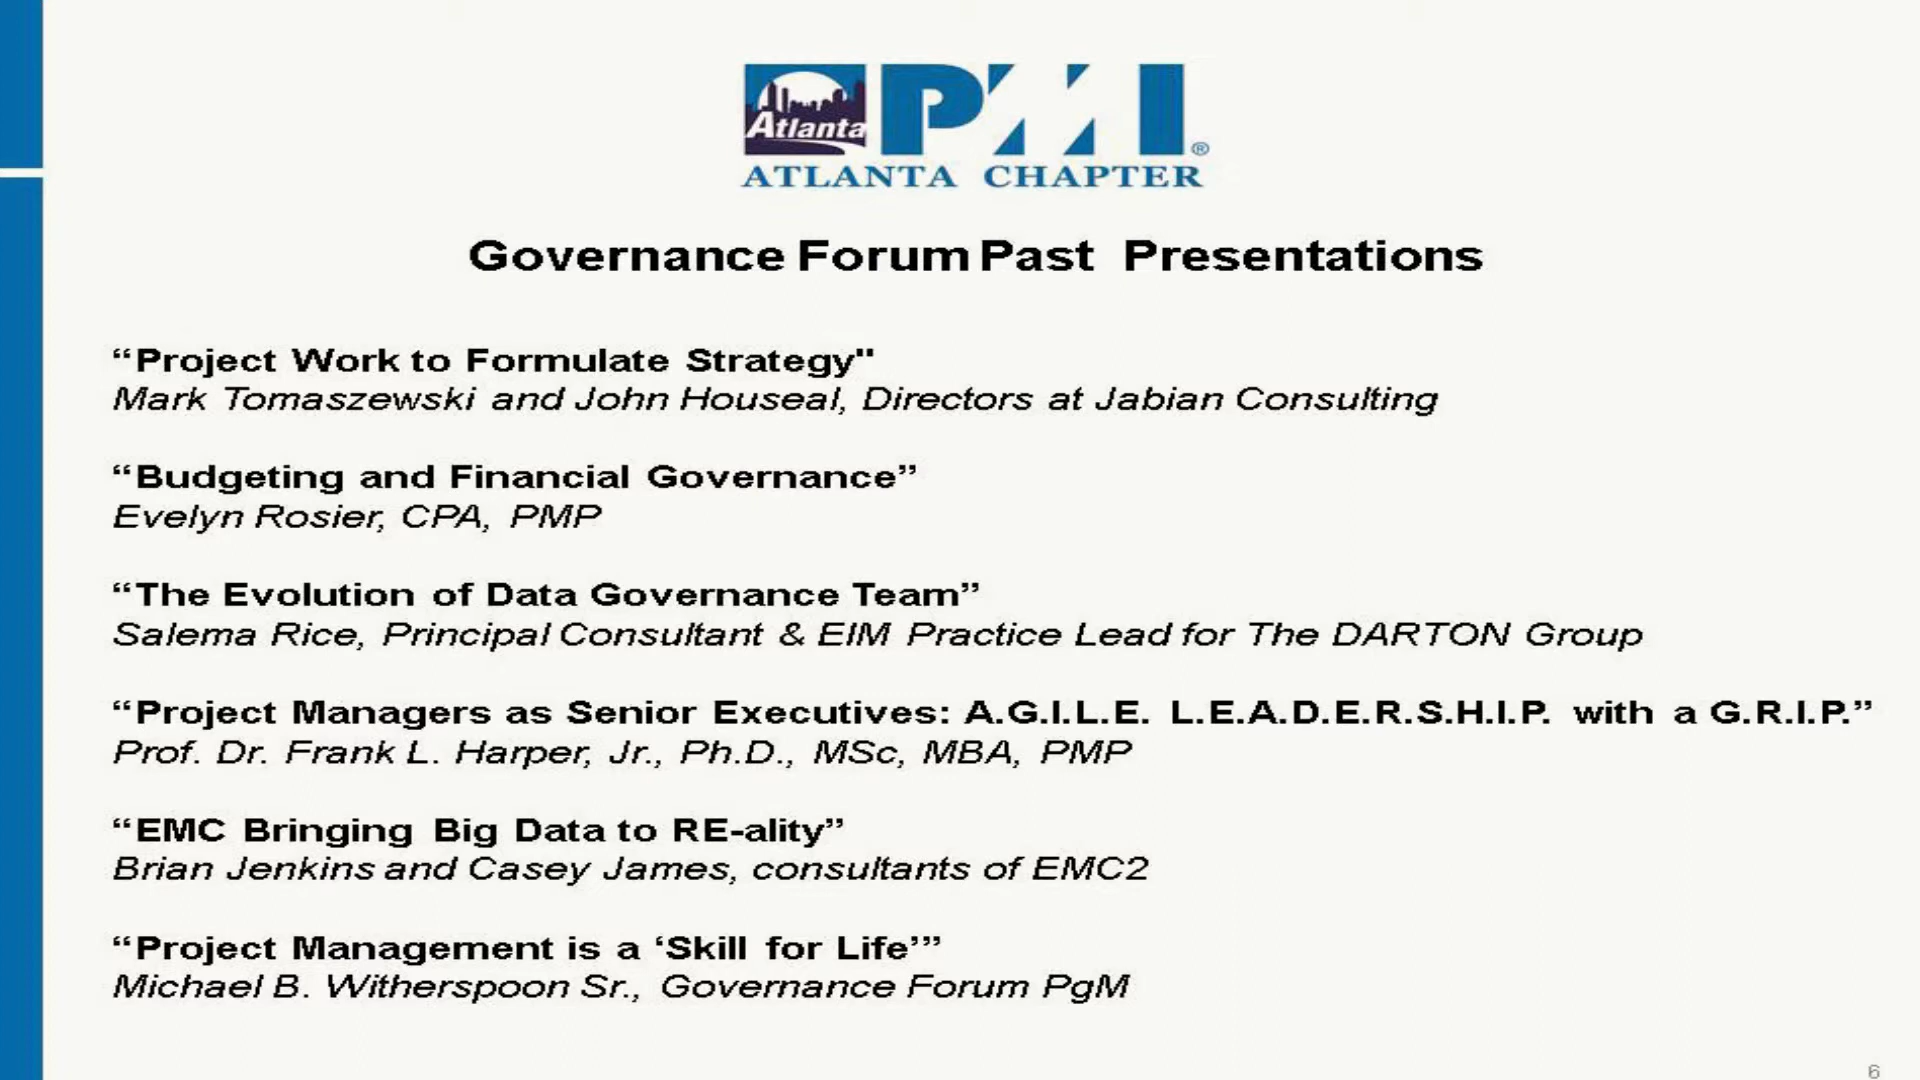 Atlanta
PMI®
ATLANTA CHAPTER
Governance Forum Past Presentations
“Project Work to Formulate Strategy"
Mark Tomaszewski and John Houseal, Directors at Jabian Consulting
“Budgeting and Financial Governance”
Evelyn Rosier, CPA, PMP
“The Evolution of Data Governance Team”
Salema Rice, Principal Consultant & EIM Practice Lead for The DARTON Group
“Project Managers as Senior Executives: A.G.I.L.E. L.E.A.D.E.R.S.H.I.P. with a G.R.I.P.”
Prof. Dr. Frank L. Harper, Jr., Ph.D., MSc, MBA, PMP
“EMC Bringing Big Data to RE-ality”
Brian Jenkins and Casey James, consultants of EMC2
“Project Management is a ‘Skill for Life’”
Michael B. Witherspoon Sr., Governance Forum PgM
6